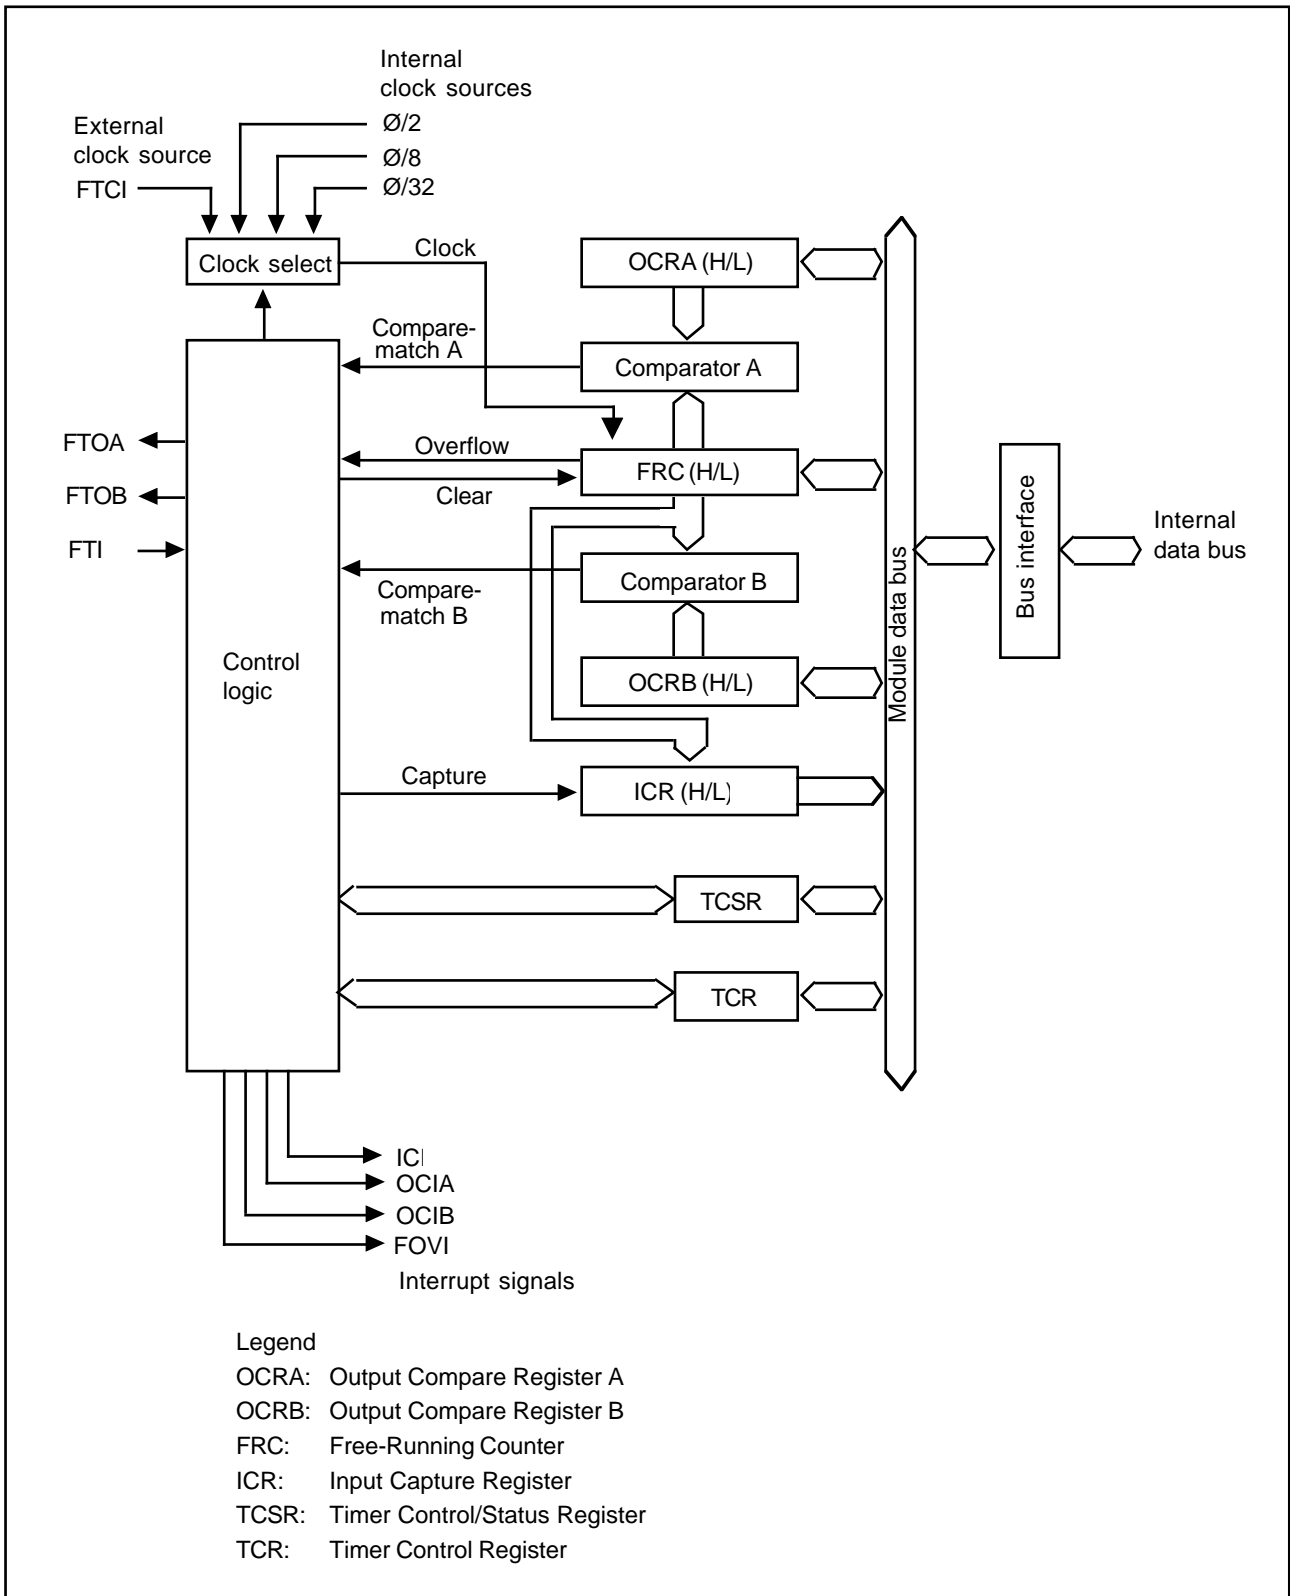 Internal
clock sources
Ø/2
External
clock source
Ø/8
FTCI
Ø/32
Clock select
Clock
OCRA (H/L)
Compare-
match A
Comparator A
FTOA
Overflow
FRC (H/L)
Clear
FTOB
FTI
Internal
data bus
Bus interface
Module data bus
Comparator B
Compare-
match B
Control
logic
OCRB (H/L)
Capture
ICR (H/L)
TCSR
TCR
ICI
OCIA
OCIB
FOVI
Interrupt signals
Legend
OCRA: Output Compare Register A
OCRB: Output Compare Register B
FRC: Free-Running Counter
ICR: Input Capture Register
TCSR: Timer Control/Status Register
TCR: Timer Control Register